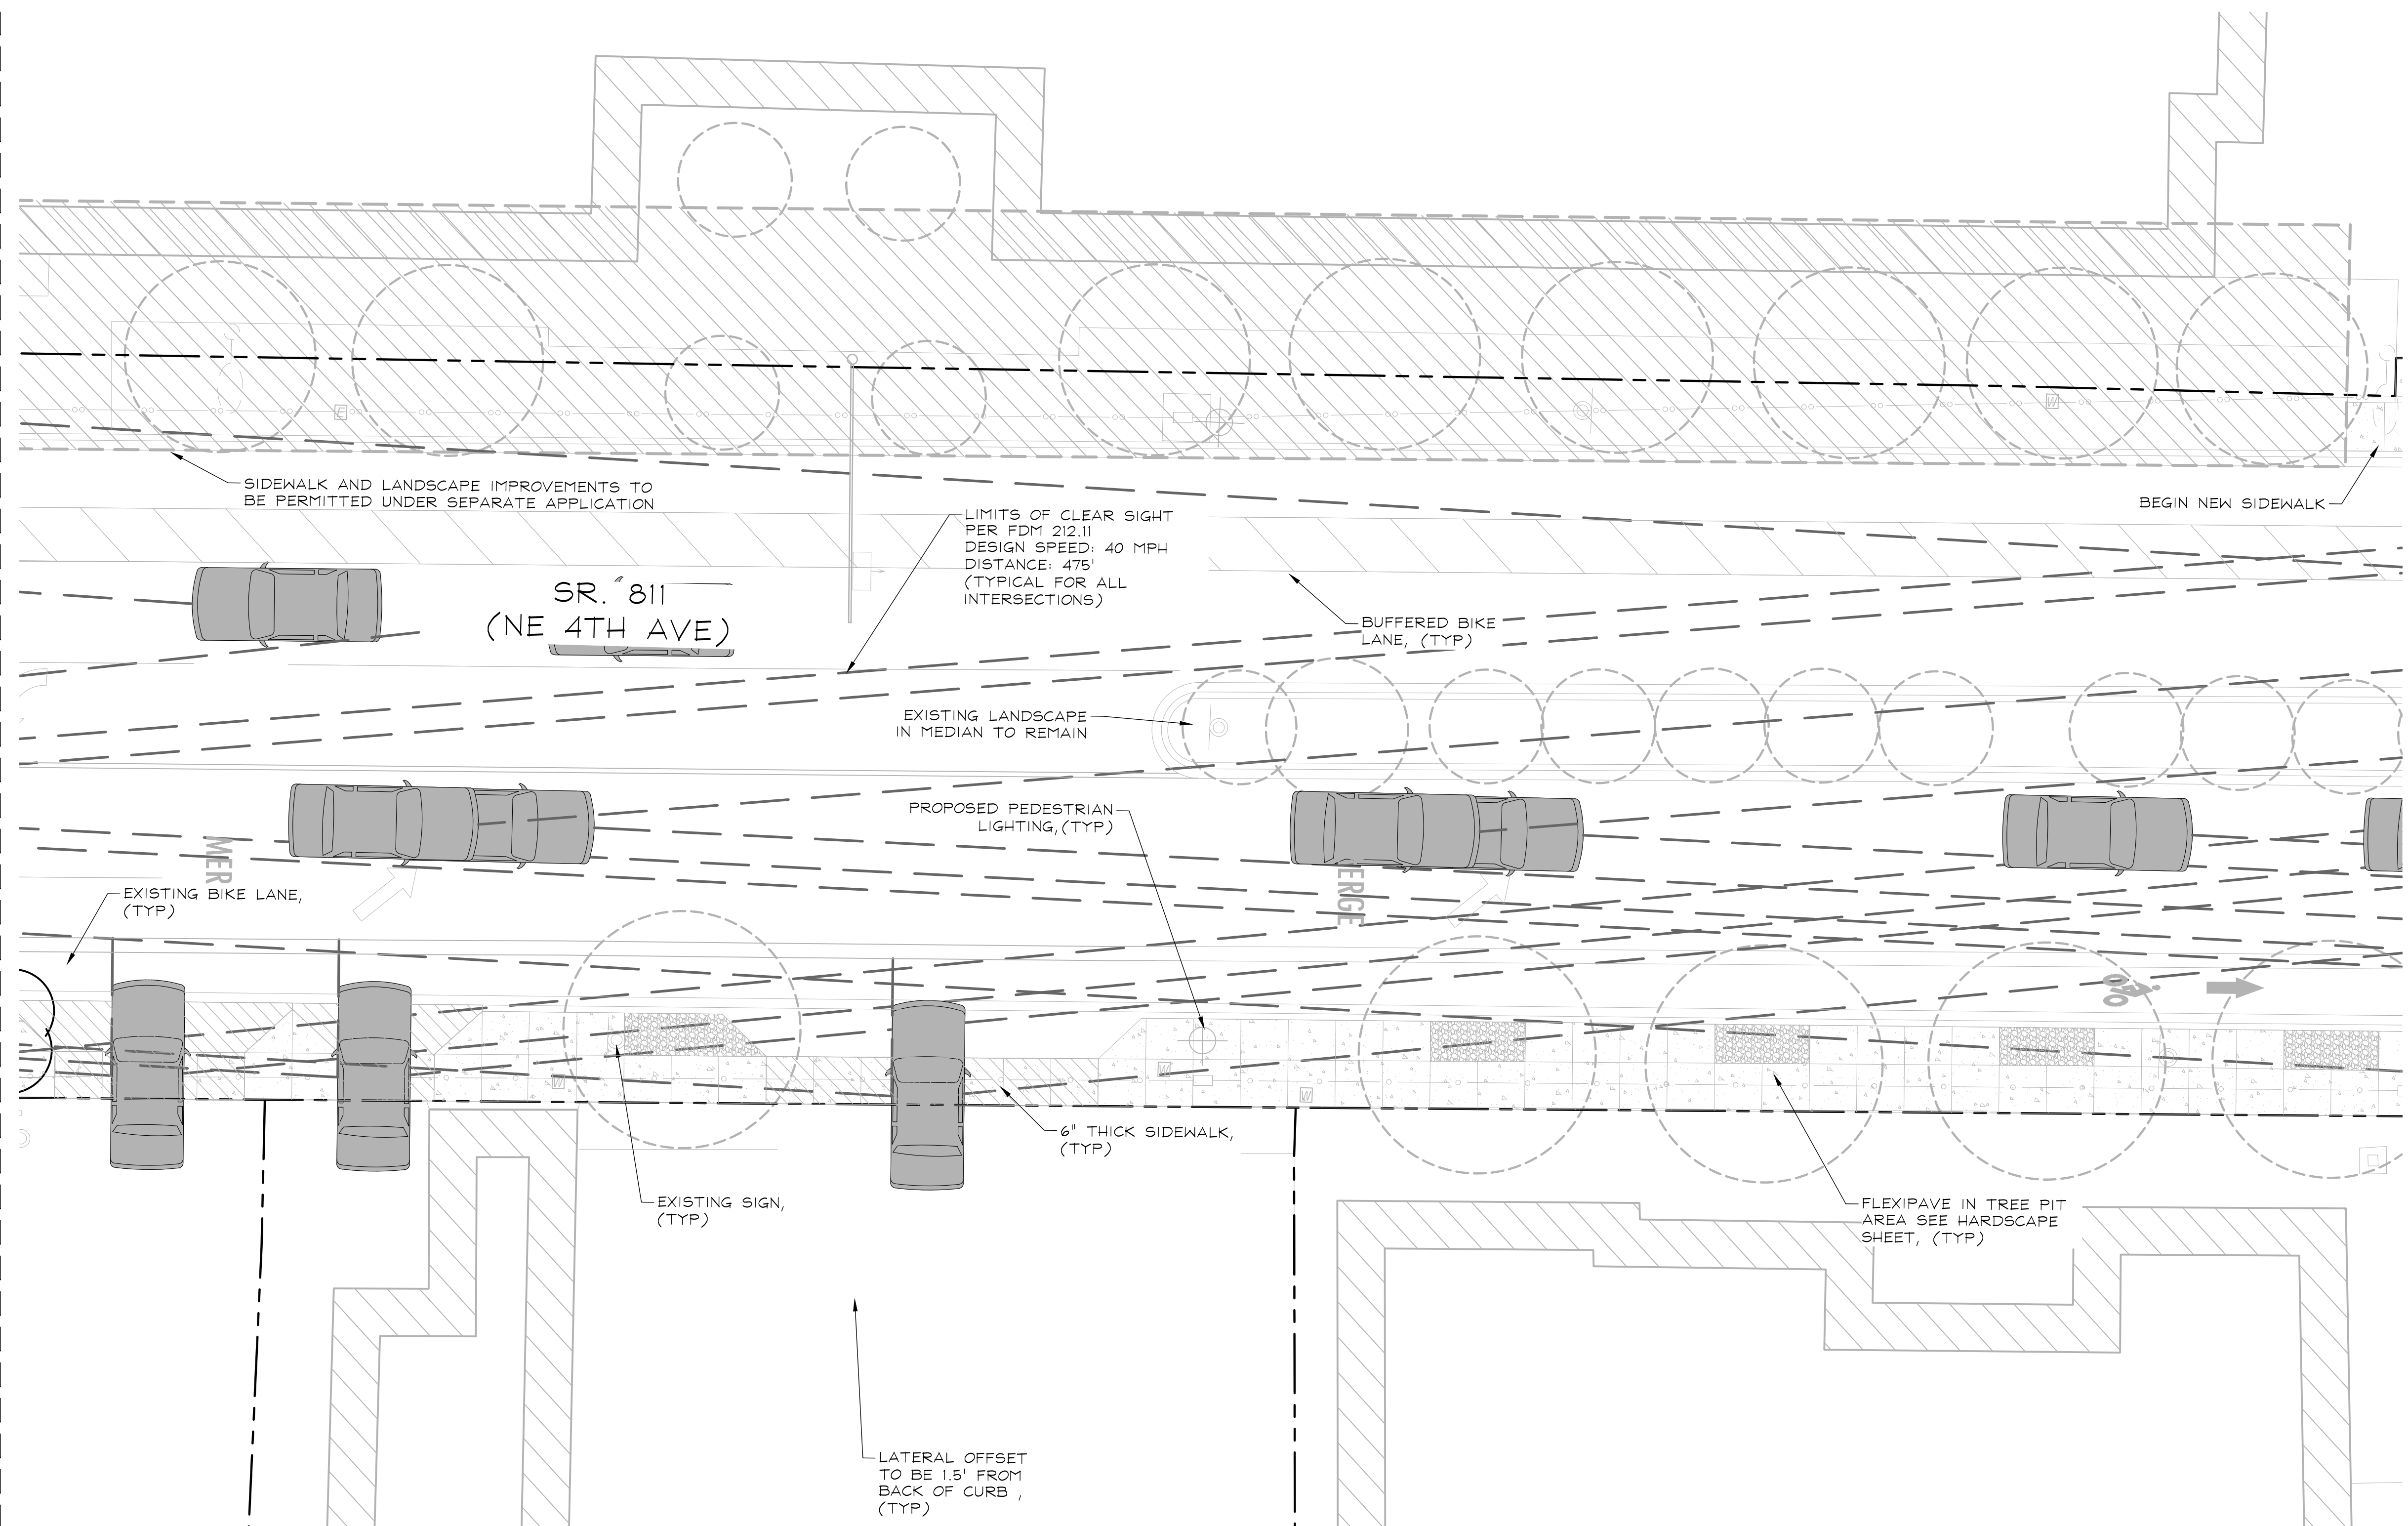 E
W
SIDEWALK AND LANDSCAPE IMPROVEMENTS TO
BE PERMITTED UNDER SEPARATE APPLICATION
BEGIN NEW SIDEWALK
LIMITS OF CLEAR SIGHT
PER FDM 212.11
DESIGN SPEED: 40 MPH
DISTANCE: 475'
(TYPICAL FOR ALL
INTERSECTIONS)
SR. 811
(NE 4TH AVE)
BUFFERED BIKE
LANE, (TYP)
EXISTING LANDSCAPE
IN MEDIAN TO REMAIN
PROPOSED PEDESTRIAN
LIGHTING,(TYP)
MER
ERGE
EXISTING BIKE LANE,
(TYP)
W
W
W
6" THICK SIDEWALK,
(TYP)
EXISTING SIGN,
(TYP)
FLEXIPAVE IN TREE PIT
AREA SEE HARDSCAPE
SHEET, (TYP)
LATERAL OFFSET
TO BE 1.5' FROM
BACK OF CURB ,
(TYP)